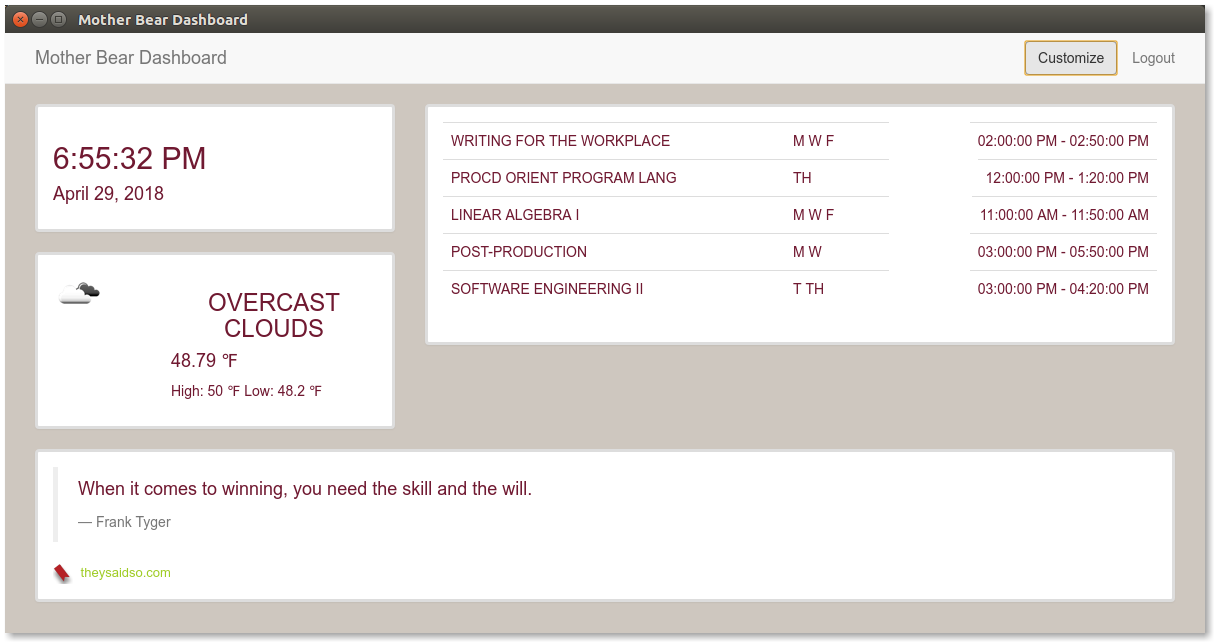 Mother Bear Dashboard
Mother Bear Dashboard Customize Logout
6:55:32 PM
April 29, 2018
OVERCAST
CLOUDS
48.79 °F
High: 50 °F Low: 48.2 °F
WRITING FOR THE WORKPLACE M W F 02:00:00 PM - 02:50:00 PM
PROCD ORIENT PROGRAM LANG TH 12:00:00 PM - 1:20:00 PM
LINEAR ALGEBRA I M W F 11:00:00 AM - 11:50:00 AM
POST-PRODUCTION M W 03:00:00 PM - 05:50:00 PM
SOFTWARE ENGINEERING II T TH 03:00:00 PM - 04:20:00 PM
When it comes to winning, you need the skill and the will.
— Frank Tyger
theysaidso.com